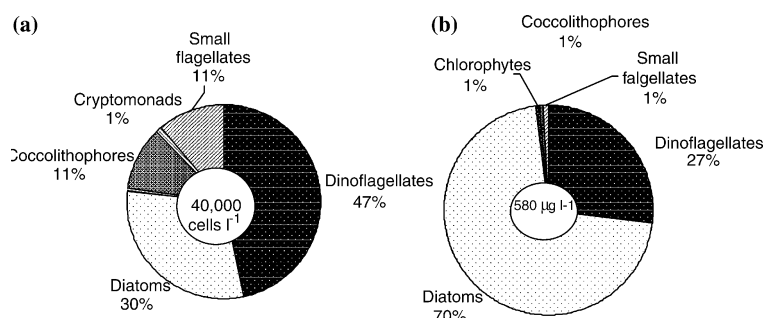 (a)
Small
flagellates
11%
Cryptomonads
1%
Coccolithophores
11%
Dinoflagellates
47%
40,000
cells l-1
Diatoms
30%
(b)
Coccolithophores
1%
Chlorophytes
1%
Small
falgellates
1%
Dinoflagellates
27%
580 µg l-1
Diatoms
70%